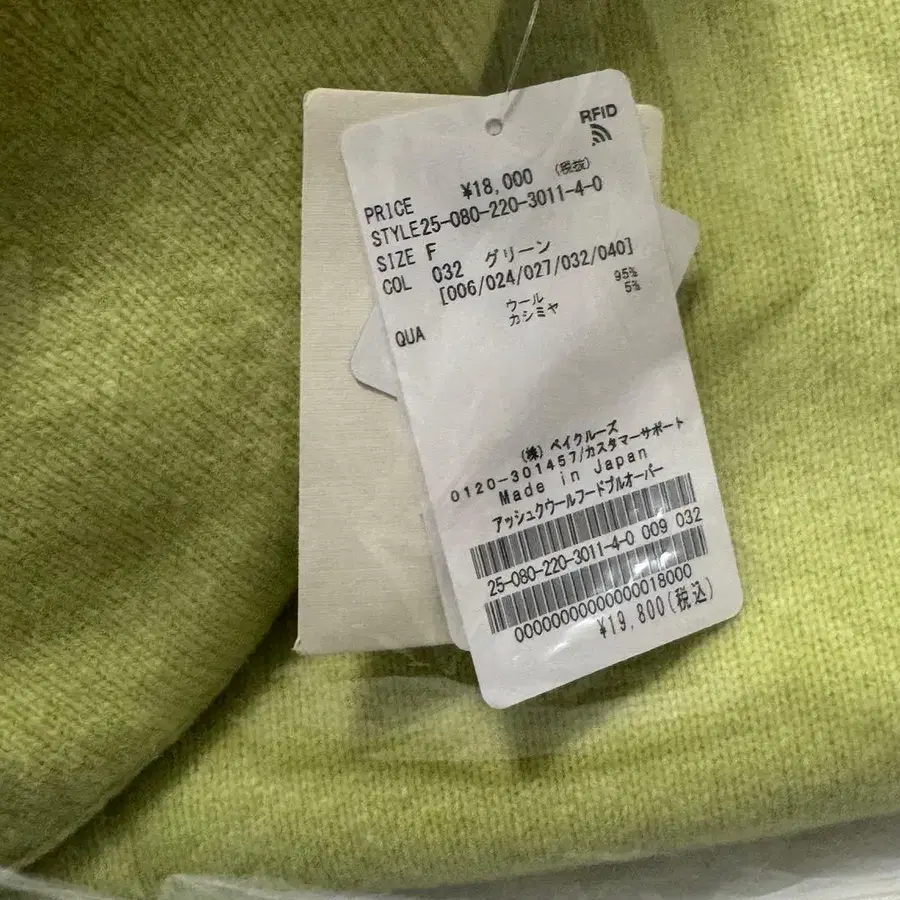 RFID
PRICE ¥18,000 (税抜)
STYLE25-080-220-3011-4-0
SIZE F
COL 032 グリーン
[006/024/027/032/040]
QUA ウール 95%
カシミヤ 5%
(株) ベイクルーズ
0120-301457/カスタマーサポート
Made in Japan
アッシュクウールフードプルオーバー
25-080-220-3011-4-0 009 032
000000000000000018000
¥19,800(税込)